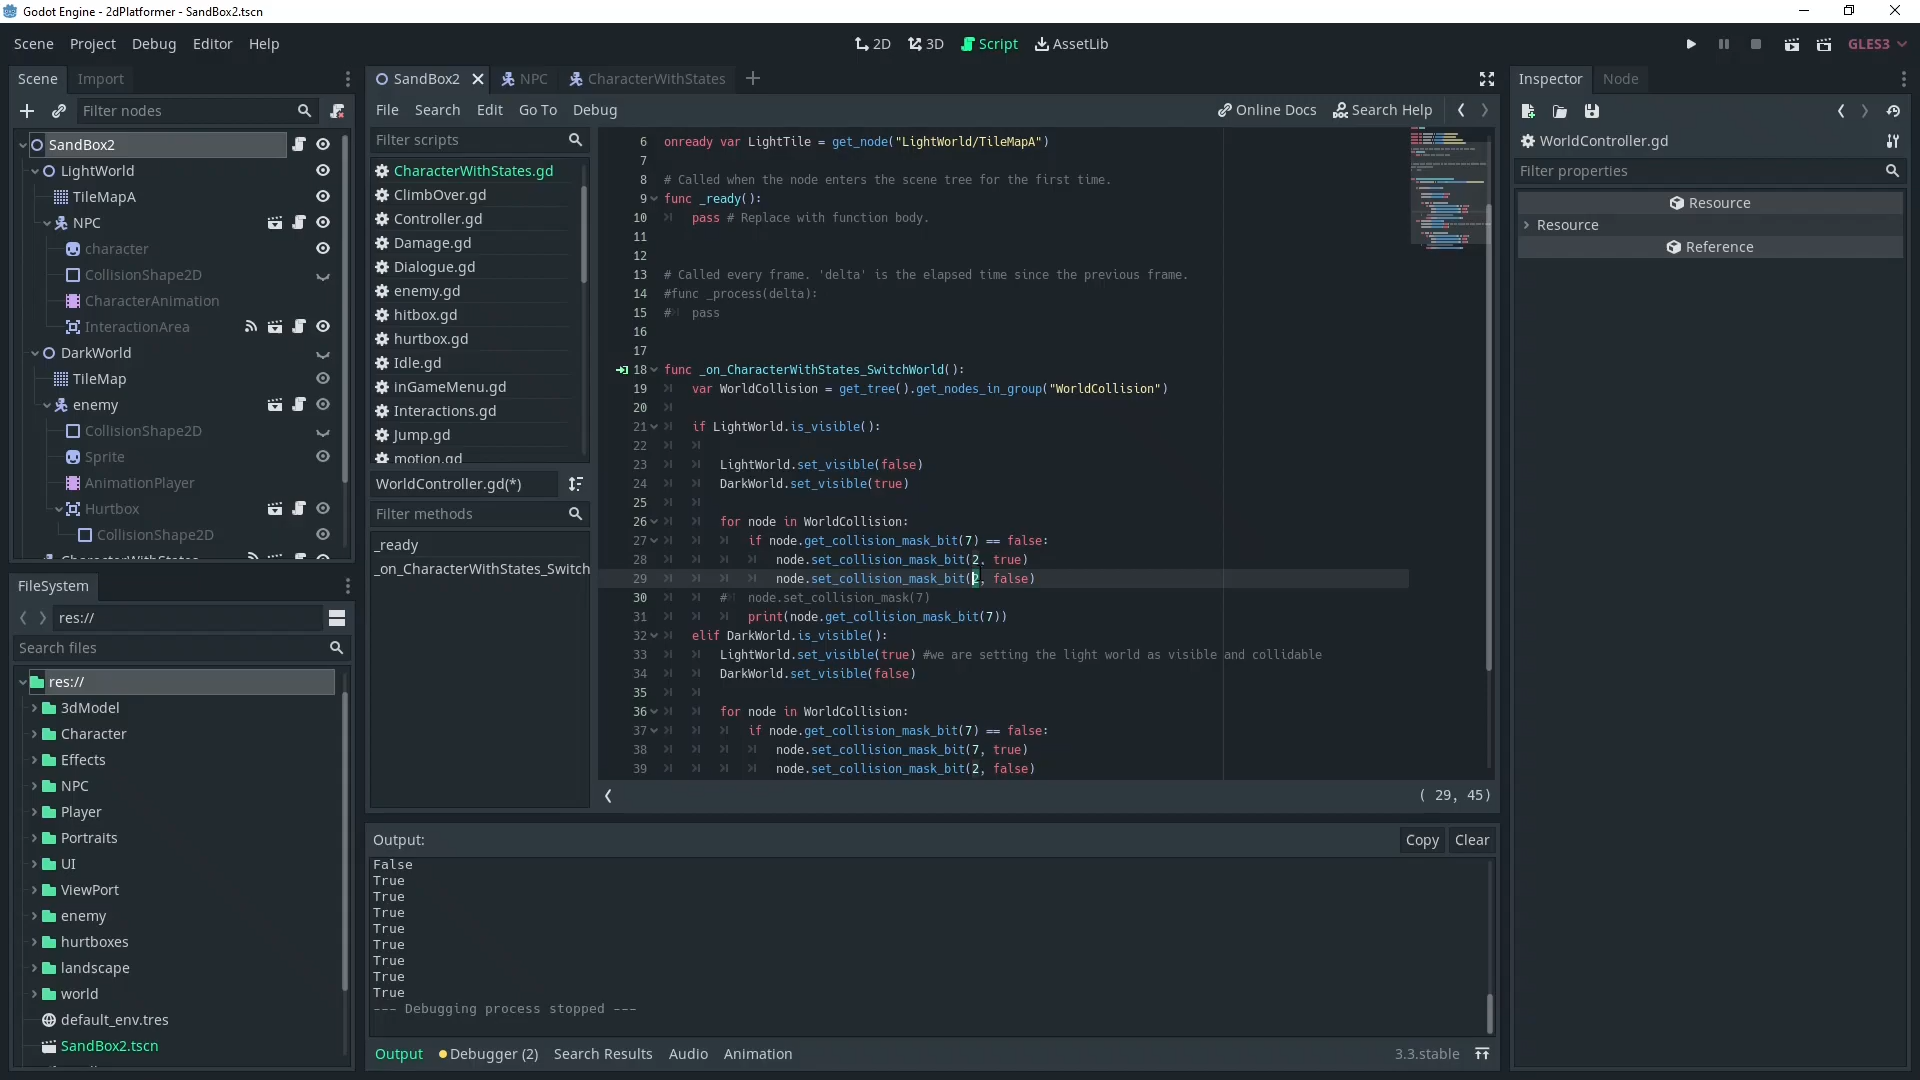 Godot Engine - 2dPlatformer - SandBox2.tscn
Scene Project Debug Editor Help
2D 3D Script AssetLib
GLES3
Scene Import
Filter nodes
SandBox2
LightWorld
TileMapA
NPC
character
CollisionShape2D
CharacterAnimation
InteractionArea
DarkWorld
TileMap
enemy
CollisionShape2D
Sprite
AnimationPlayer
Hurtbox
CollisionShape2D
CharacterWithStates
FileSystem
res://
Search files
res://
3dModel
Character
Effects
NPC
Player
Portraits
UI
ViewPort
enemy
hurtboxes
landscape
world
default_env.tres
SandBox2.tscn
SandBox2 NPC CharacterWithStates
File Search Edit Go To Debug
Online Docs Search Help
Filter scripts
CharacterWithStates.gd
ClimbOver.gd
Controller.gd
Damage.gd
Dialogue.gd
enemy.gd
hitbox.gd
hurtbox.gd
Idle.gd
inGameMenu.gd
Interactions.gd
Jump.gd
motion.gd
WorldController.gd(*)
Filter methods
_ready
_on_CharacterWithStates_Switch
6 onready var LightTile = get_node("LightWorld/TileMapA")
7
8 # Called when the node enters the scene tree for the first time.
9 func _ready():
10 pass # Replace with function body.
11
12
13 # Called every frame. 'delta' is the elapsed time since the previous frame.
14 #func _process(delta):
15 # pass
16
17
18 func _on_CharacterWithStates_SwitchWorld():
19 var WorldCollision = get_tree().get_nodes_in_group("WorldCollision")
20
21 if LightWorld.is_visible():
22
23 LightWorld.set_visible(false)
24 DarkWorld.set_visible(true)
25
26 for node in WorldCollision:
27 if node.get_collision_mask_bit(7) == false:
28 node.set_collision_mask_bit(2, true)
29 node.set_collision_mask_bit(2, false)
30 # node.set_collision_mask(7)
31 print(node.get_collision_mask_bit(7))
32 elif DarkWorld.is_visible():
33 LightWorld.set_visible(true) #we are setting the light world as visible and collidable
34 DarkWorld.set_visible(false)
35
36 for node in WorldCollision:
37 if node.get_collision_mask_bit(7) == false:
38 node.set_collision_mask_bit(7, true)
39 node.set_collision_mask_bit(2, false)
( 29, 45)
Output:
Copy Clear
False
True
True
True
True
True
True
True
True
--- Debugging process stopped ---
Output Debugger (2) Search Results Audio Animation
3.3.stable
Inspector Node
WorldController.gd
Filter properties
Resource
Resource
Reference